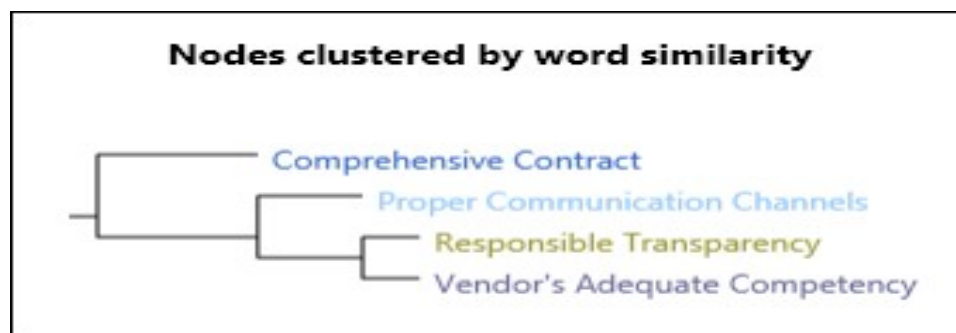 Nodes clustered by word similarity
Comprehensive Contract
Proper Communication Channels
Responsible Transparency
Vendor's Adequate Competency